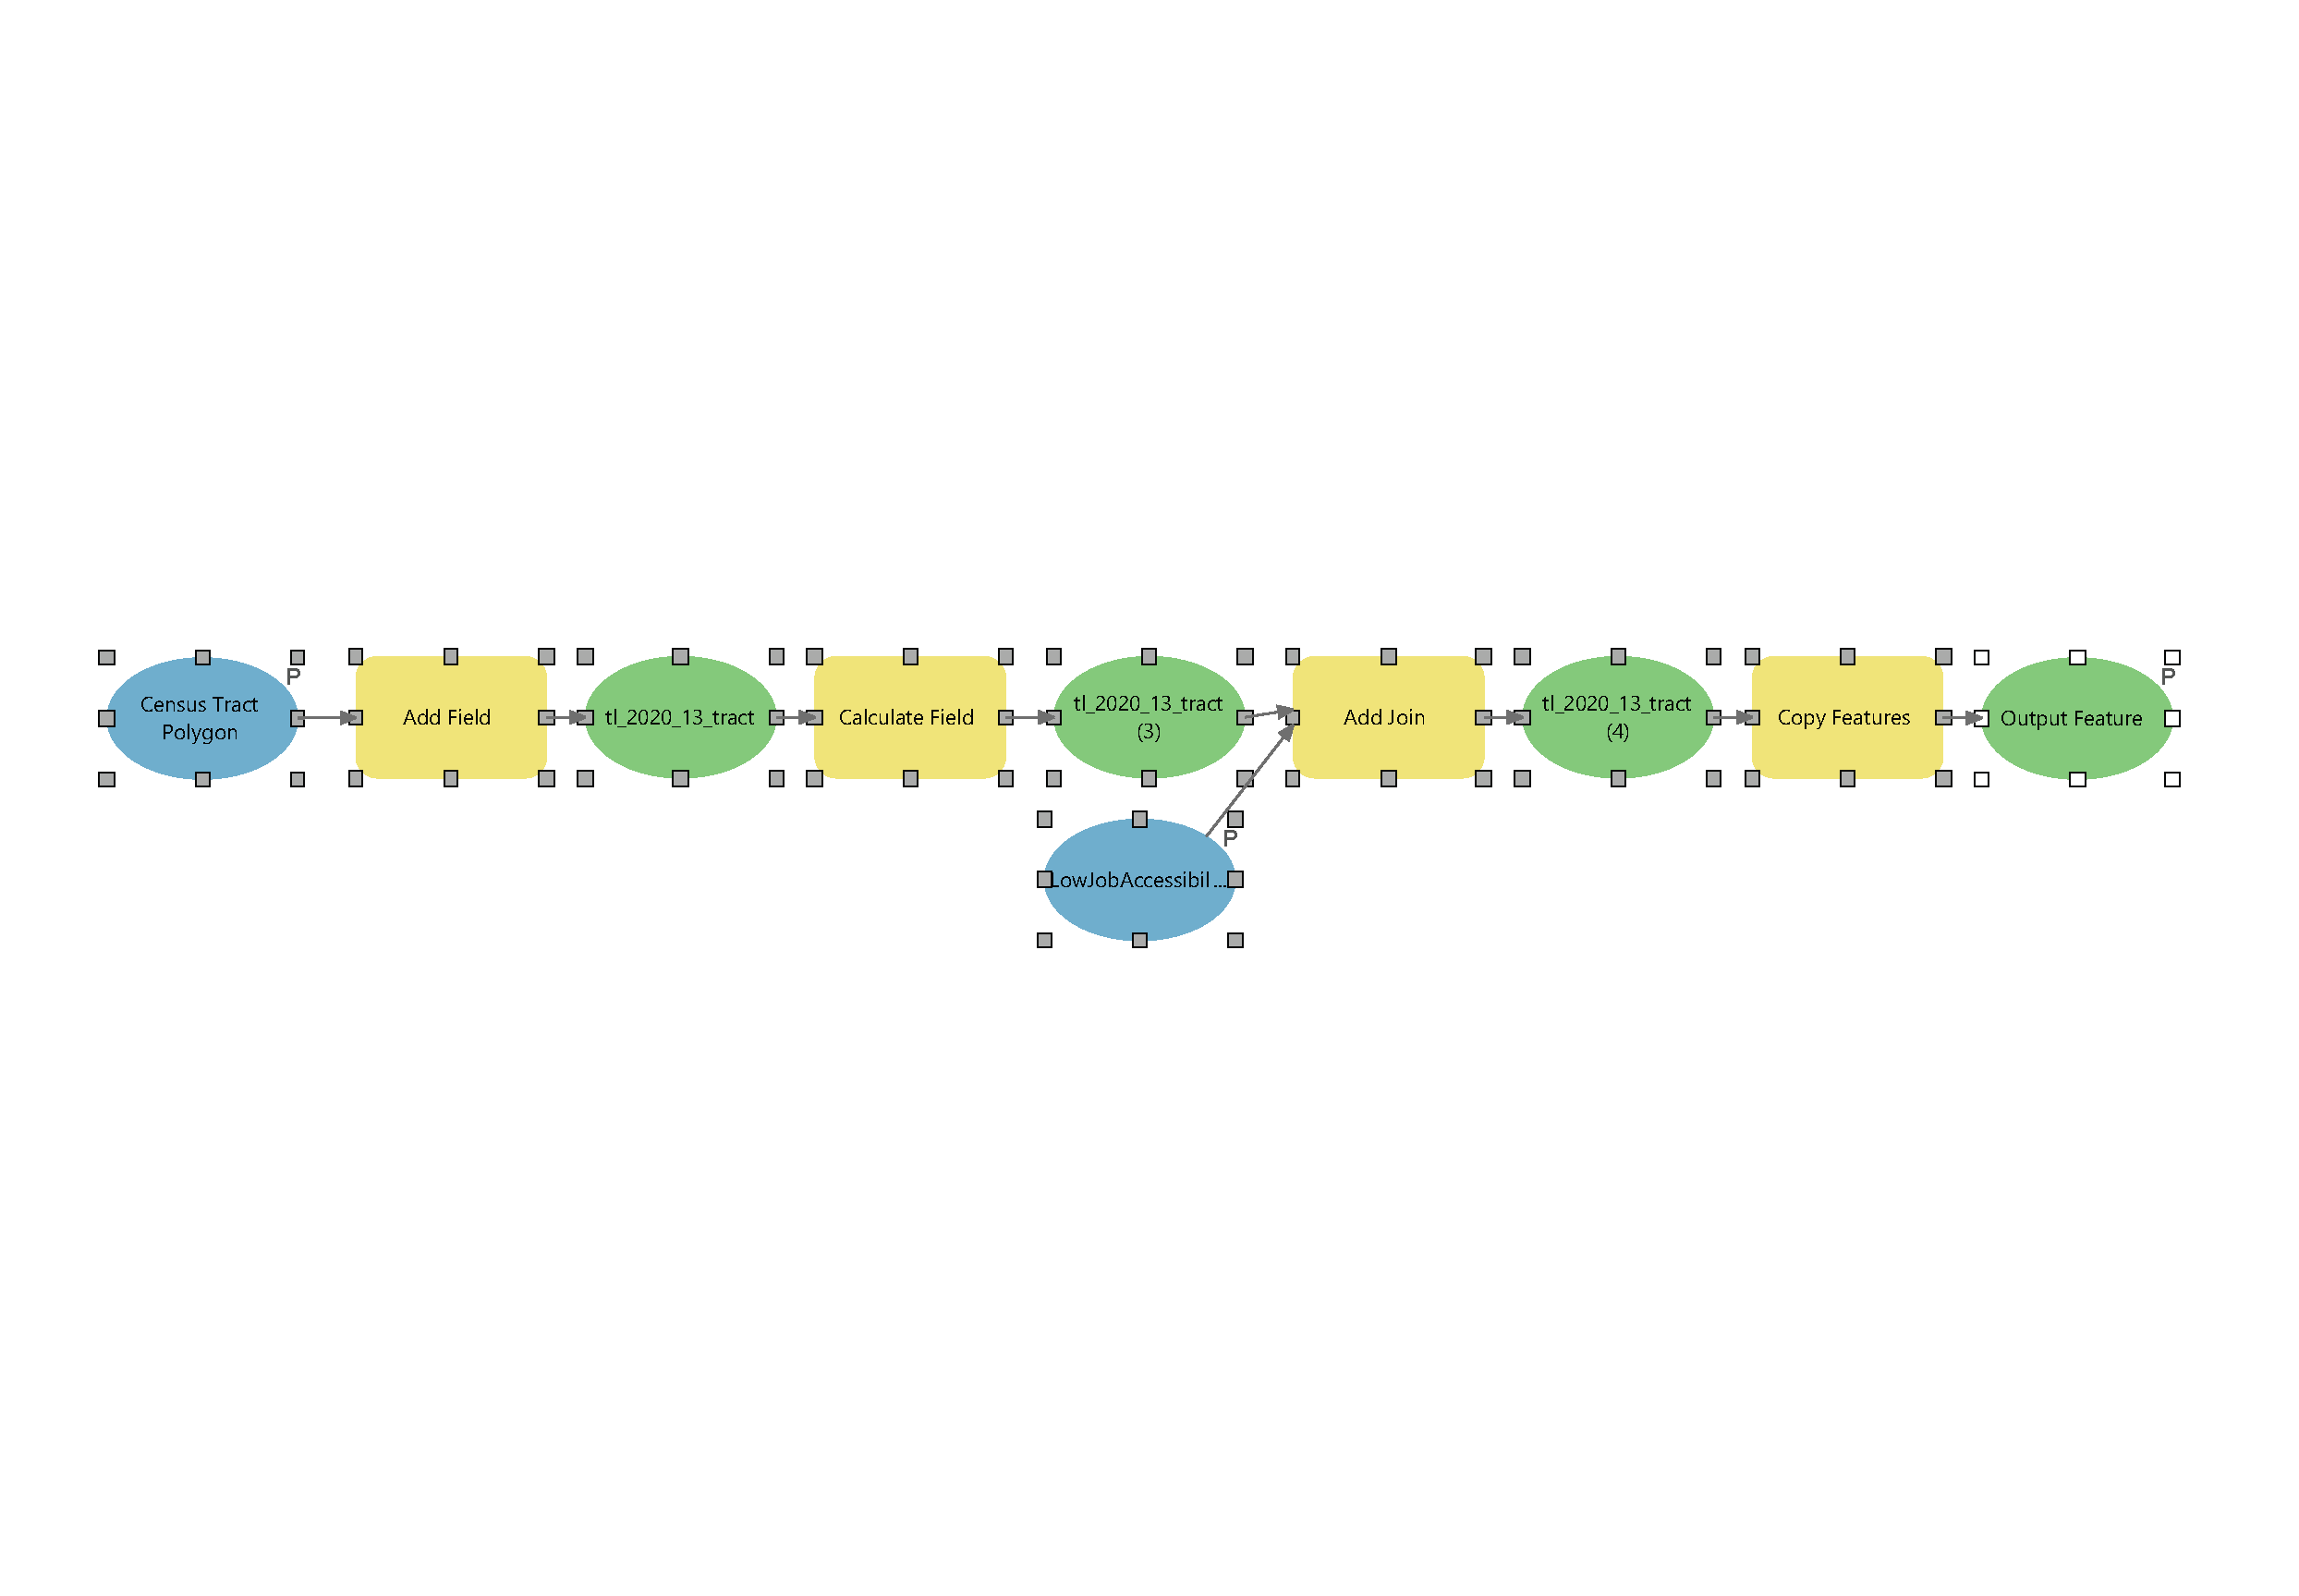 Census Tract
Polygon
P
Add Field
tl_2020_13_tract
Calculate Field
tl_2020_13_tract
(3)
Add Join
tl_2020_13_tract
(4)
Copy Features
Output Feature
P
LowJobAccessibil...
P